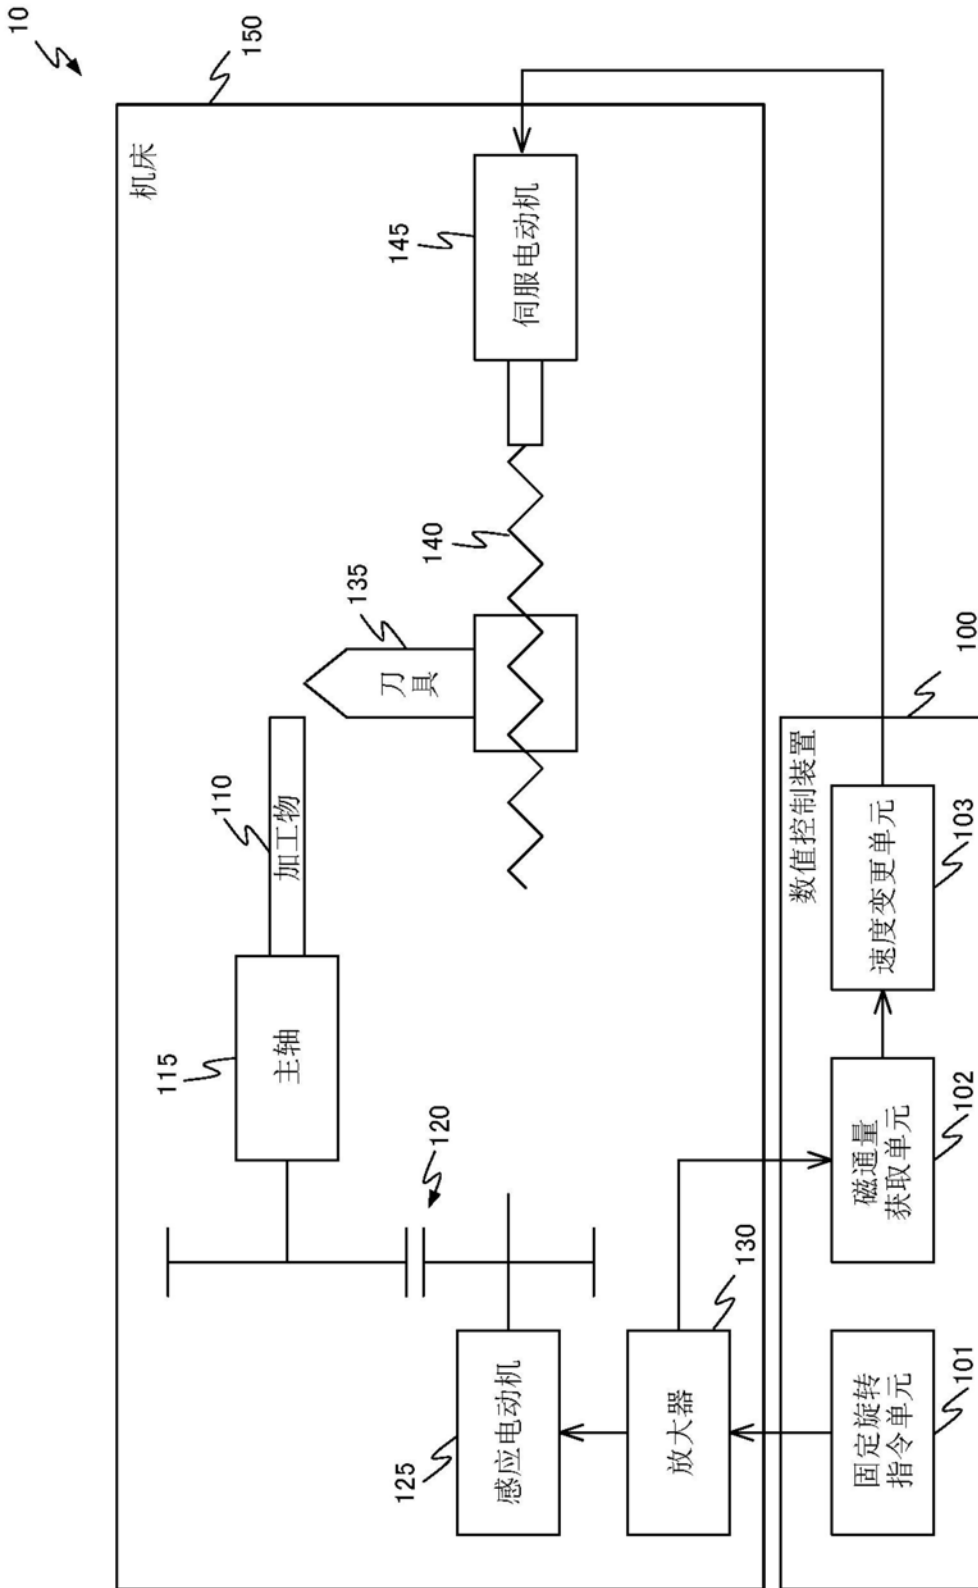 10
150
机床
145
伺服电动机
140
135
刀具
110
加工物
115
主轴
120
125
感应电动机
130
放大器
100
数值控制装置
101
固定旋转
指令单元
102
磁通量
获取单元
103
速度变更单元